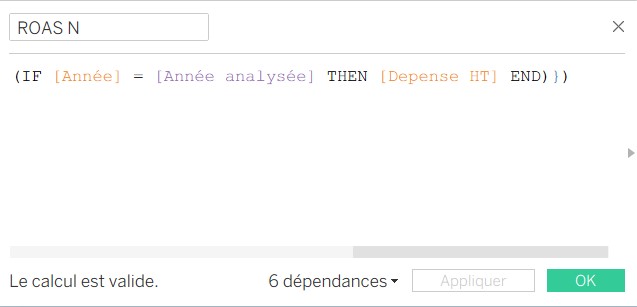 ROAS N
(IF [Année] = [Année analysée] THEN [Depense HT] END)})
Le calcul est valide.
6 dépendances
Appliquer
OK